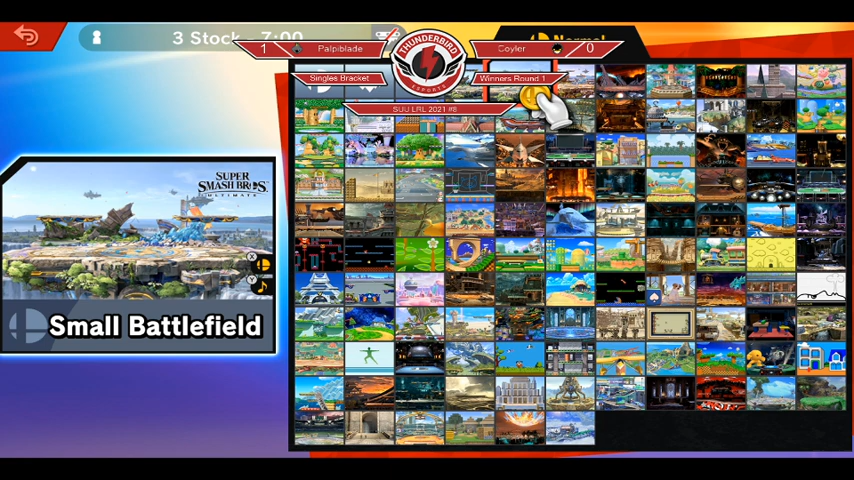 3 Stock - 7:00
Normal
1
Palpiblade
THUNDERBIRD
ESPORTS
Coyler
0
Singles Bracket
Winners Round 1
SUU LRL 2021 #8
SUPER
SMASH BROS.
ULTIMATE
X
Y
Small Battlefield